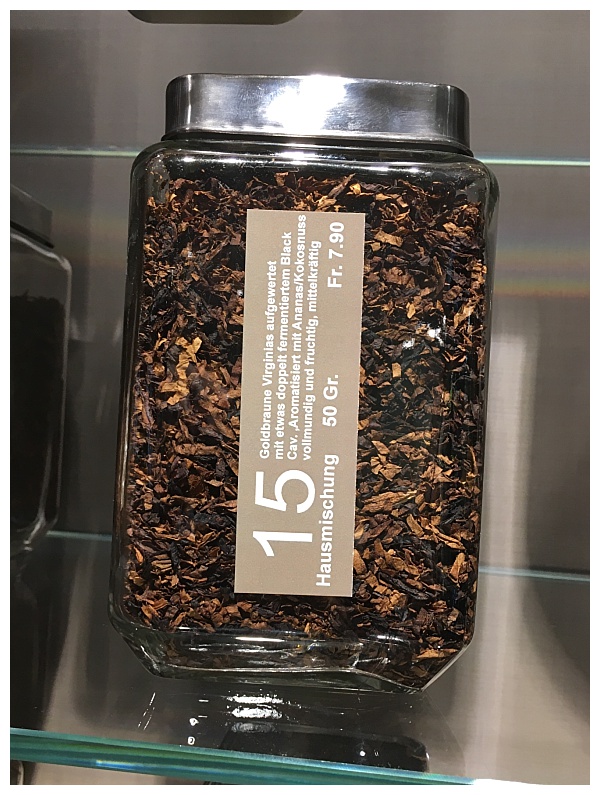 15
Goldbraune Virginias aufgewertet
mit etwas doppelt fermentiertem Black
Cav. ,Aromatisiert mit Ananas/Kokosnuss
vollmundig und fruchtig, mittelkräftig
Hausmischung 50 Gr. Fr. 7.90